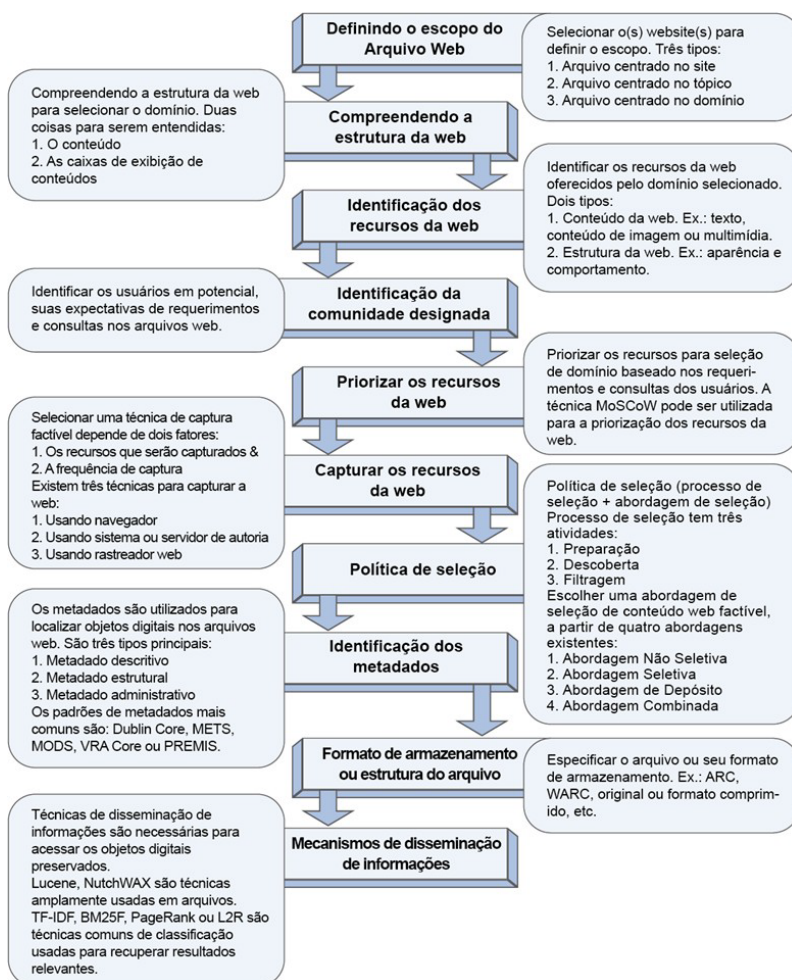 Definindo o escopo do
Arquivo Web
Selecionar o(s) website(s) para
definir o escopo. Três tipos:
1. Arquivo centrado no site
2. Arquivo centrado no tópico
3. Arquivo centrado no domínio
Compreendendo a estrutura da web
para selecionar o domínio. Duas
coisas para serem entendidas:
1. O conteúdo
2. As caixas de exibição de
conteúdos
Compreendendo a
estrutura da web
Identificação dos
recursos da web
Identificar os recursos da web
oferecidos pelo domínio selecionado.
Dois tipos:
1. Conteúdo da web. Ex.: texto,
conteúdo de imagem ou multimídia.
2. Estrutura da web. Ex.: aparência e
comportamento.
Identificar os usuários em potencial,
suas expectativas de requerimentos
e consultas nos arquivos web.
Identificação da
comunidade designada
Priorizar os recursos
da web
Priorizar os recursos para seleção
de domínio baseado nos requeri-
mentos e consultas dos usuários. A
técnica MoSCoW pode ser utilizada
para a priorização dos recursos da
web.
Selecionar uma técnica de captura
factível depende de dois fatores:
1. Os recursos que serão capturados &
2. A frequência de captura
Existem três técnicas para capturar a
web:
1. Usando navegador
2. Usando sistema ou servidor de autoria
3. Usando rastreador web
Capturar os recursos
da web
Política de seleção
Política de seleção (processo de
seleção + abordagem de seleção)
Processo de seleção tem três
atividades:
1. Preparação
2. Descoberta
3. Filtragem
Escolher uma abordagem de
seleção de conteúdo web factível,
a partir de quatro abordagens
existentes:
1. Abordagem Não Seletiva
2. Abordagem Seletiva
3. Abordagem de Depósito
4. Abordagem Combinada
Os metadados são utilizados para
localizar objetos digitais nos arquivos
web. São três tipos principais:
1. Metadado descritivo
2. Metadado estrutural
3. Metadado administrativo
Os padrões de metadados mais
comuns são: Dublin Core, METS,
MODS, VRA Core ou PREMIS.
Identificação dos
metadados
Formato de armazenamento
ou estrutura do arquivo
Especificar o arquivo ou seu formato
de armazenamento. Ex.: ARC,
WARC, original ou formato comprim-
ido, etc.
Técnicas de disseminação de
informações são necessárias para
acessar os objetos digitais
preservados.
Lucene, NutchWAX são técnicas
amplamente usadas em arquivos.
TF-IDF, BM25F, PageRank ou L2R são
técnicas comuns de classificação
usadas para recuperar resultados
relevantes.
Mecanismos de disseminação
de informações